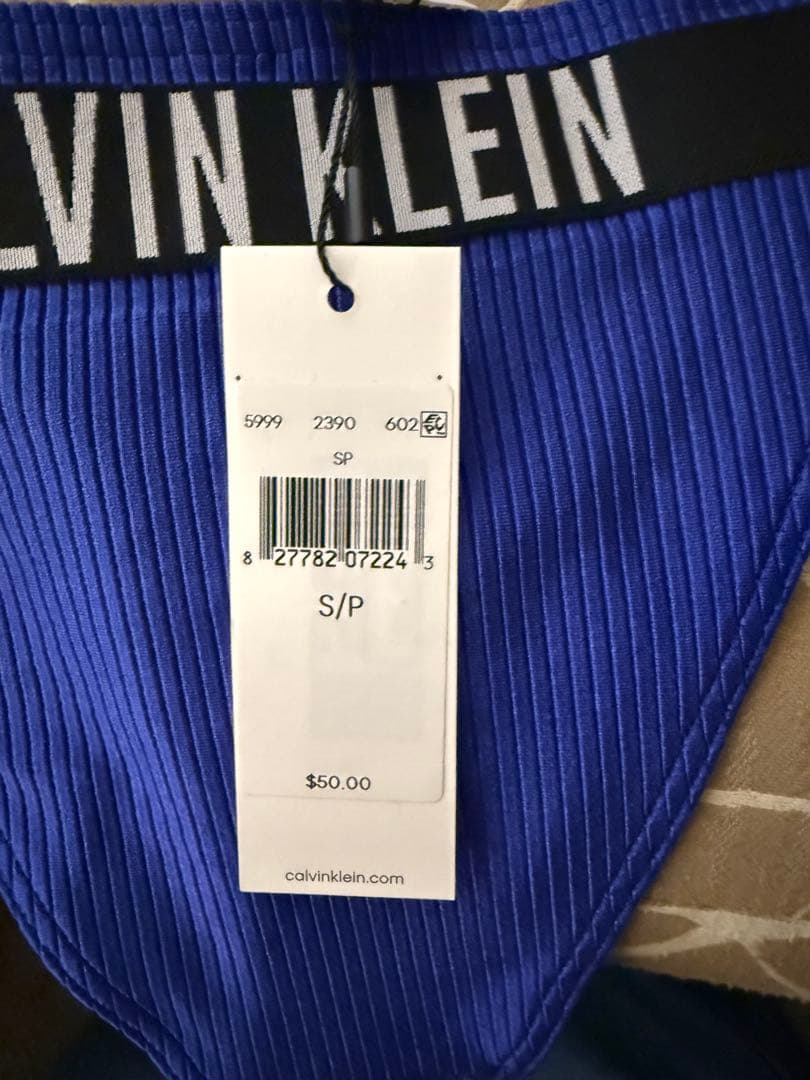 LVIN KLEIN
5999 2390 602
SP
8 27782 07224 3
S/P
$50.00
calvinklein.com